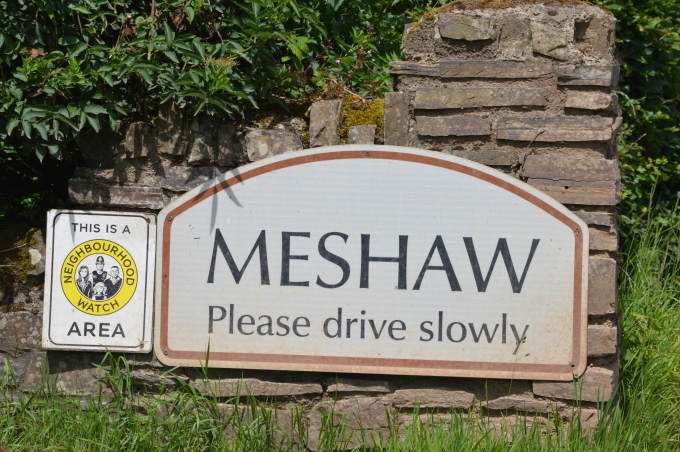 THIS IS A
NEIGHBOURHOOD
WATCH
AREA
MESHAW
Please drive slowly